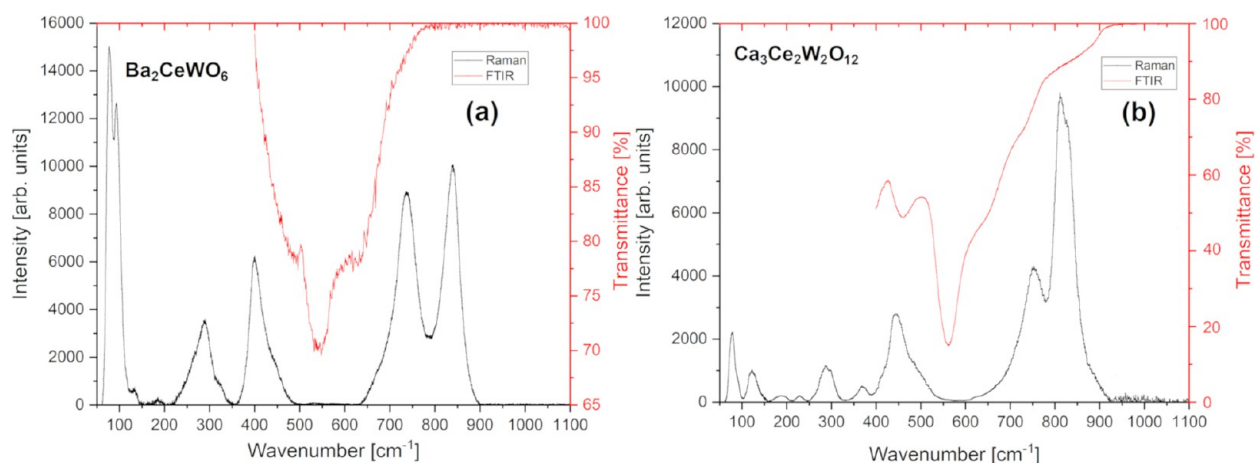 16000
14000
12000
10000
8000
6000
4000
2000
0
Intensity [arb. units]
Ba₂CeWO₆
Raman
FTIR
(a)
100
95
90
85
80
75
70
65
Transmittance [%]
100 200 300 400 500 600 700 800 900 1000 1100
Wavenumber [cm⁻¹]
12000
10000
8000
6000
4000
2000
0
Intensity [arb. units]
Ca₃Ce₂W₂O₁₂
Raman
FTIR
(b)
100
80
60
40
20
0
Transmittance [%]
100 200 300 400 500 600 700 800 900 1000 1100
Wavenumber [cm⁻¹]